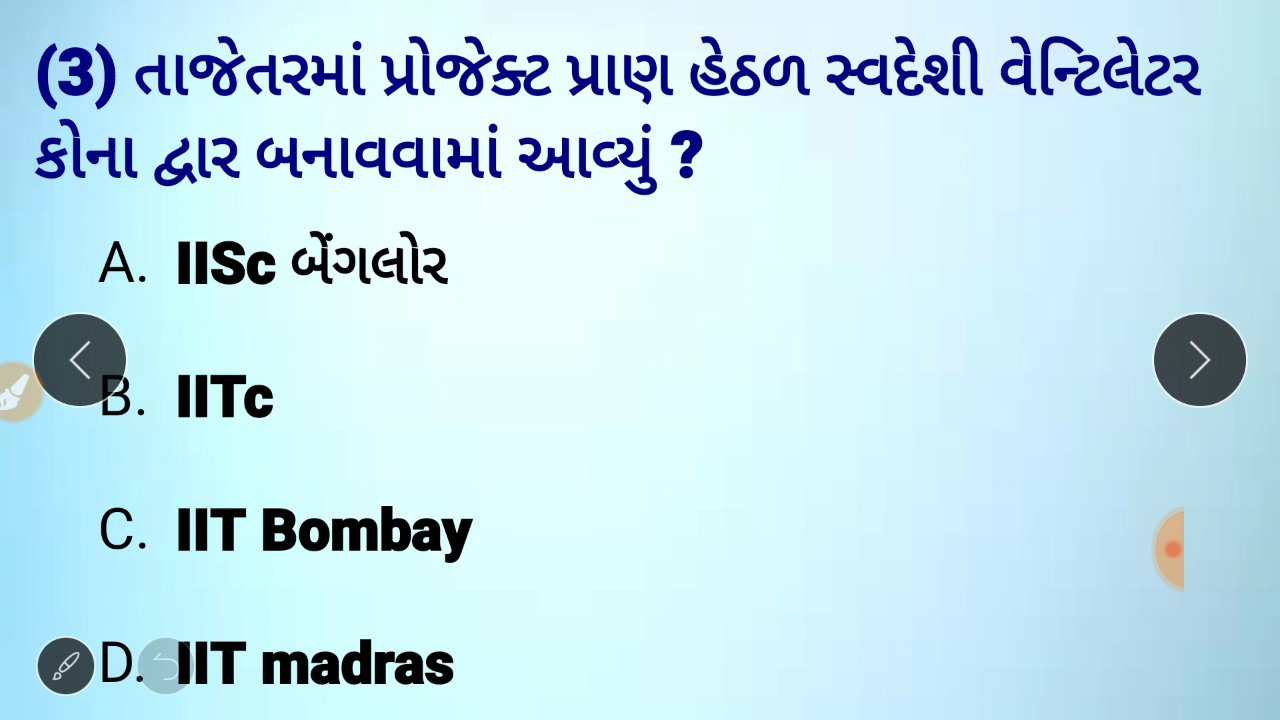 (3) તાજેતરમાં પ્રોજેક્ટ પ્રાણ હેઠળ સ્વદેશી વેન્ટિલેટર
કોના દ્વાર બનાવવામાં આવ્યું ?
A. IISc બેંગલોર
B. IITc
C. IIT Bombay
D. IIT madras